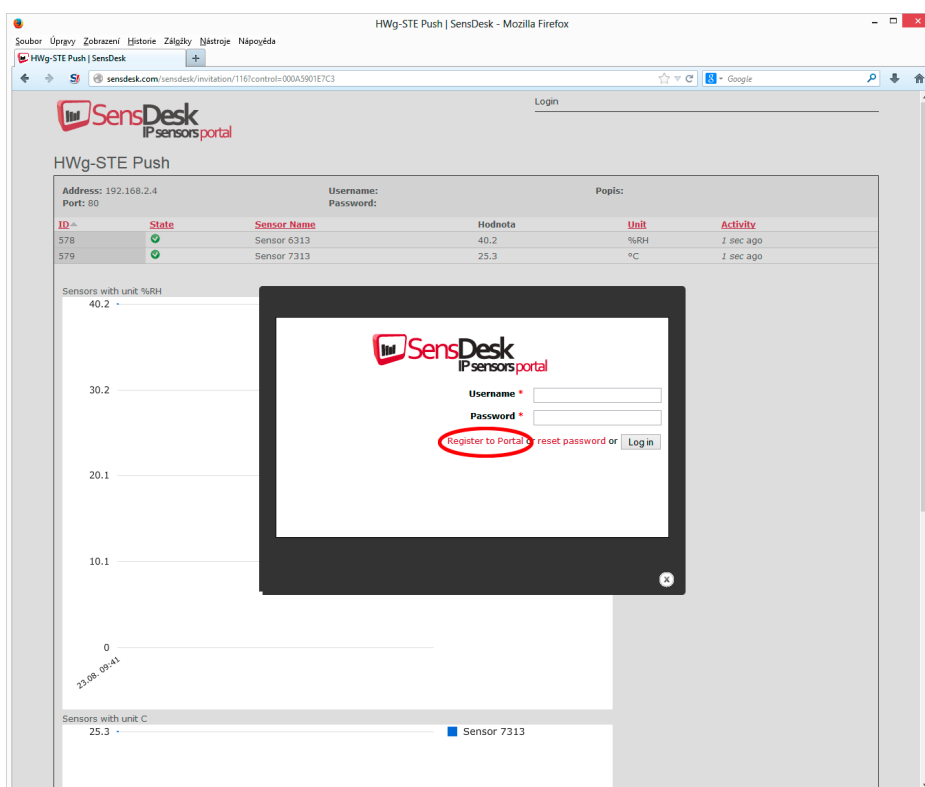 HWg-STE Push | SensDesk - Mozilla Firefox
Soubor Úpravy Zobrazení Historie Záložky Nástroje Nápověda
HWg-STE Push | SensDesk
sensdesk.com/sensdesk/invitation/116?control=000A5901E7C3
Google
Login
SensDesk
IP sensors portal
HWg-STE Push
Address: 192.168.2.4 Username: Popis:
Port: 80 Password:
ID State Sensor Name Hodnota Unit Activity
578 Sensor 6313 40.2 %RH 1 sec ago
579 Sensor 7313 25.3 °C 1 sec ago
Sensors with unit %RH
40.2
30.2
20.1
10.1
0
23.08. 09:41
SensDesk
IP sensors portal
Username *
Password *
Register to Portal or reset password or Log in
x
Sensors with unit C
25.3
Sensor 7313